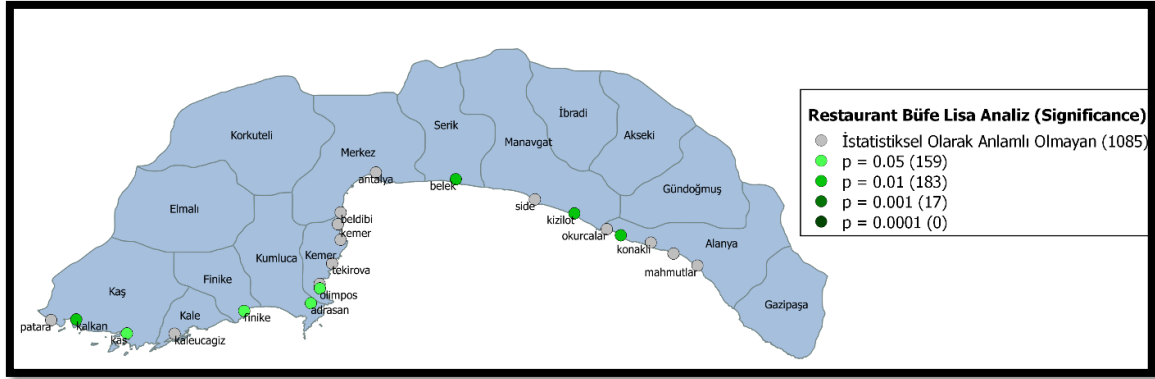 Restaurant Büfe Lisa Analiz (Significance)
İstatistiksel Olarak Anlamlı Olmayan (1085)
p = 0.05 (159)
p = 0.01 (183)
p = 0.001 (17)
p = 0.0001 (0)
Korkuteli
Merkez
Serik
Manavgat
İbradi
Akseki
Gündoğmuş
Elmalı
Kumluca
Kemer
Finike
Kaş
Kale
Alanya
Gazipaşa
antalya
belek
side
kizilot
okurcalar
konakli
mahmutlar
beldibi
kemer
tekirova
olimpos
adrasan
finike
kaleucagiz
kaş
kalkan
patara